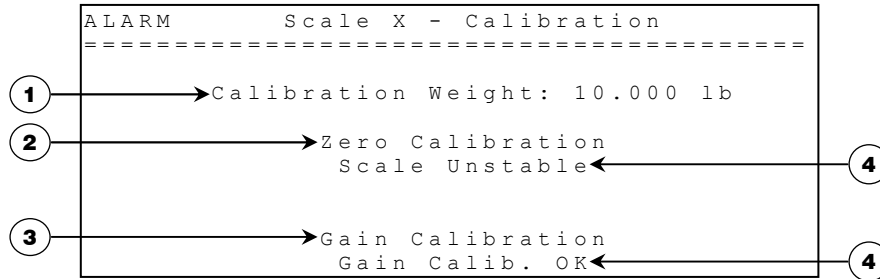 ALARM Scale X - Calibration
========================================
1 Calibration Weight: 10.000 lb
2 Zero Calibration
Scale Unstable 4
3 Gain Calibration
Gain Calib. OK 4